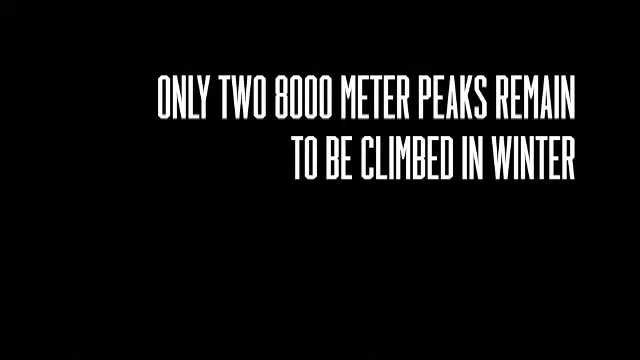 ONLY TWO 8000 METER PEAKS REMAIN
TO BE CLIMBED IN WINTER